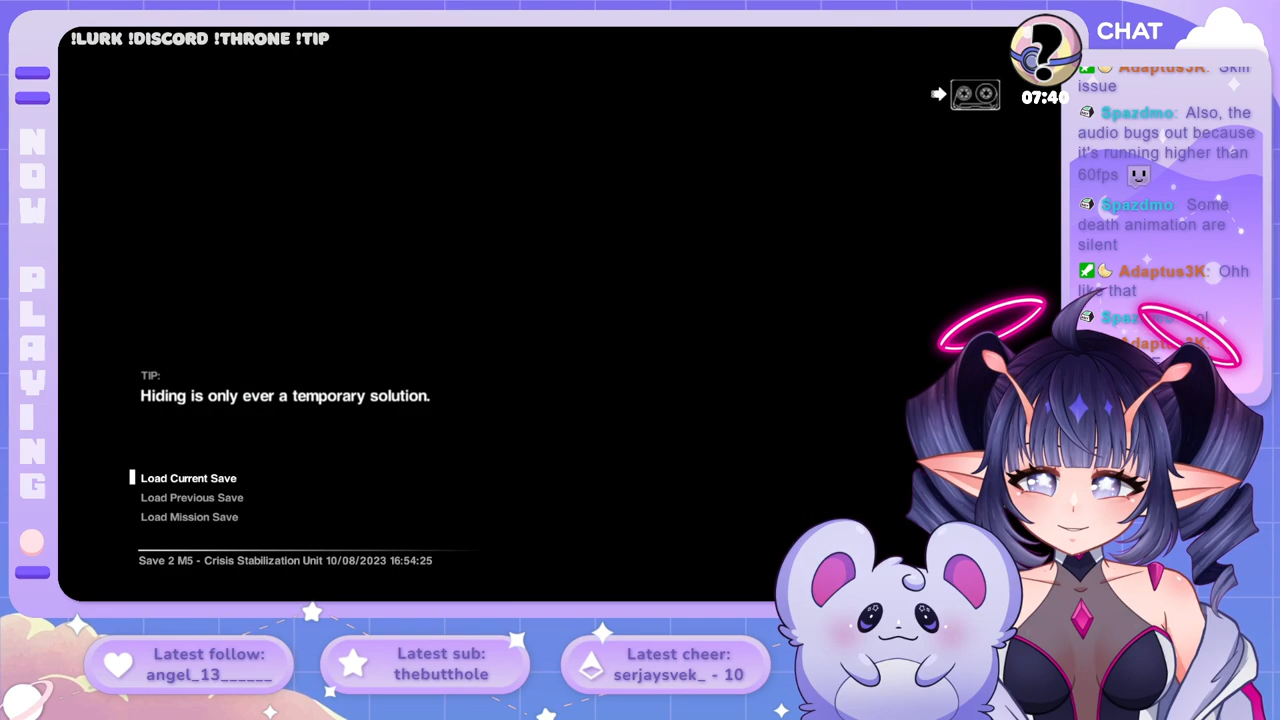 !LURK !DISCORD !THRONE !TIP
NOW PLAYING
07:40
CHAT
Adaptus3K: Skill
issue
Spazdmo: Also, the
audio bugs out because
it's running higher than
60fps
Spazdmo: Some
death animation are
silent
Adaptus3K: Ohh
like that
TIP:
Hiding is only ever a temporary solution.
Load Current Save
Load Previous Save
Load Mission Save
Save 2 M5 - Crisis Stabilization Unit 10/08/2023 16:54:25
Latest follow:
angel_13______
Latest sub:
thebutthole
Latest cheer:
serjaysvek_ - 10